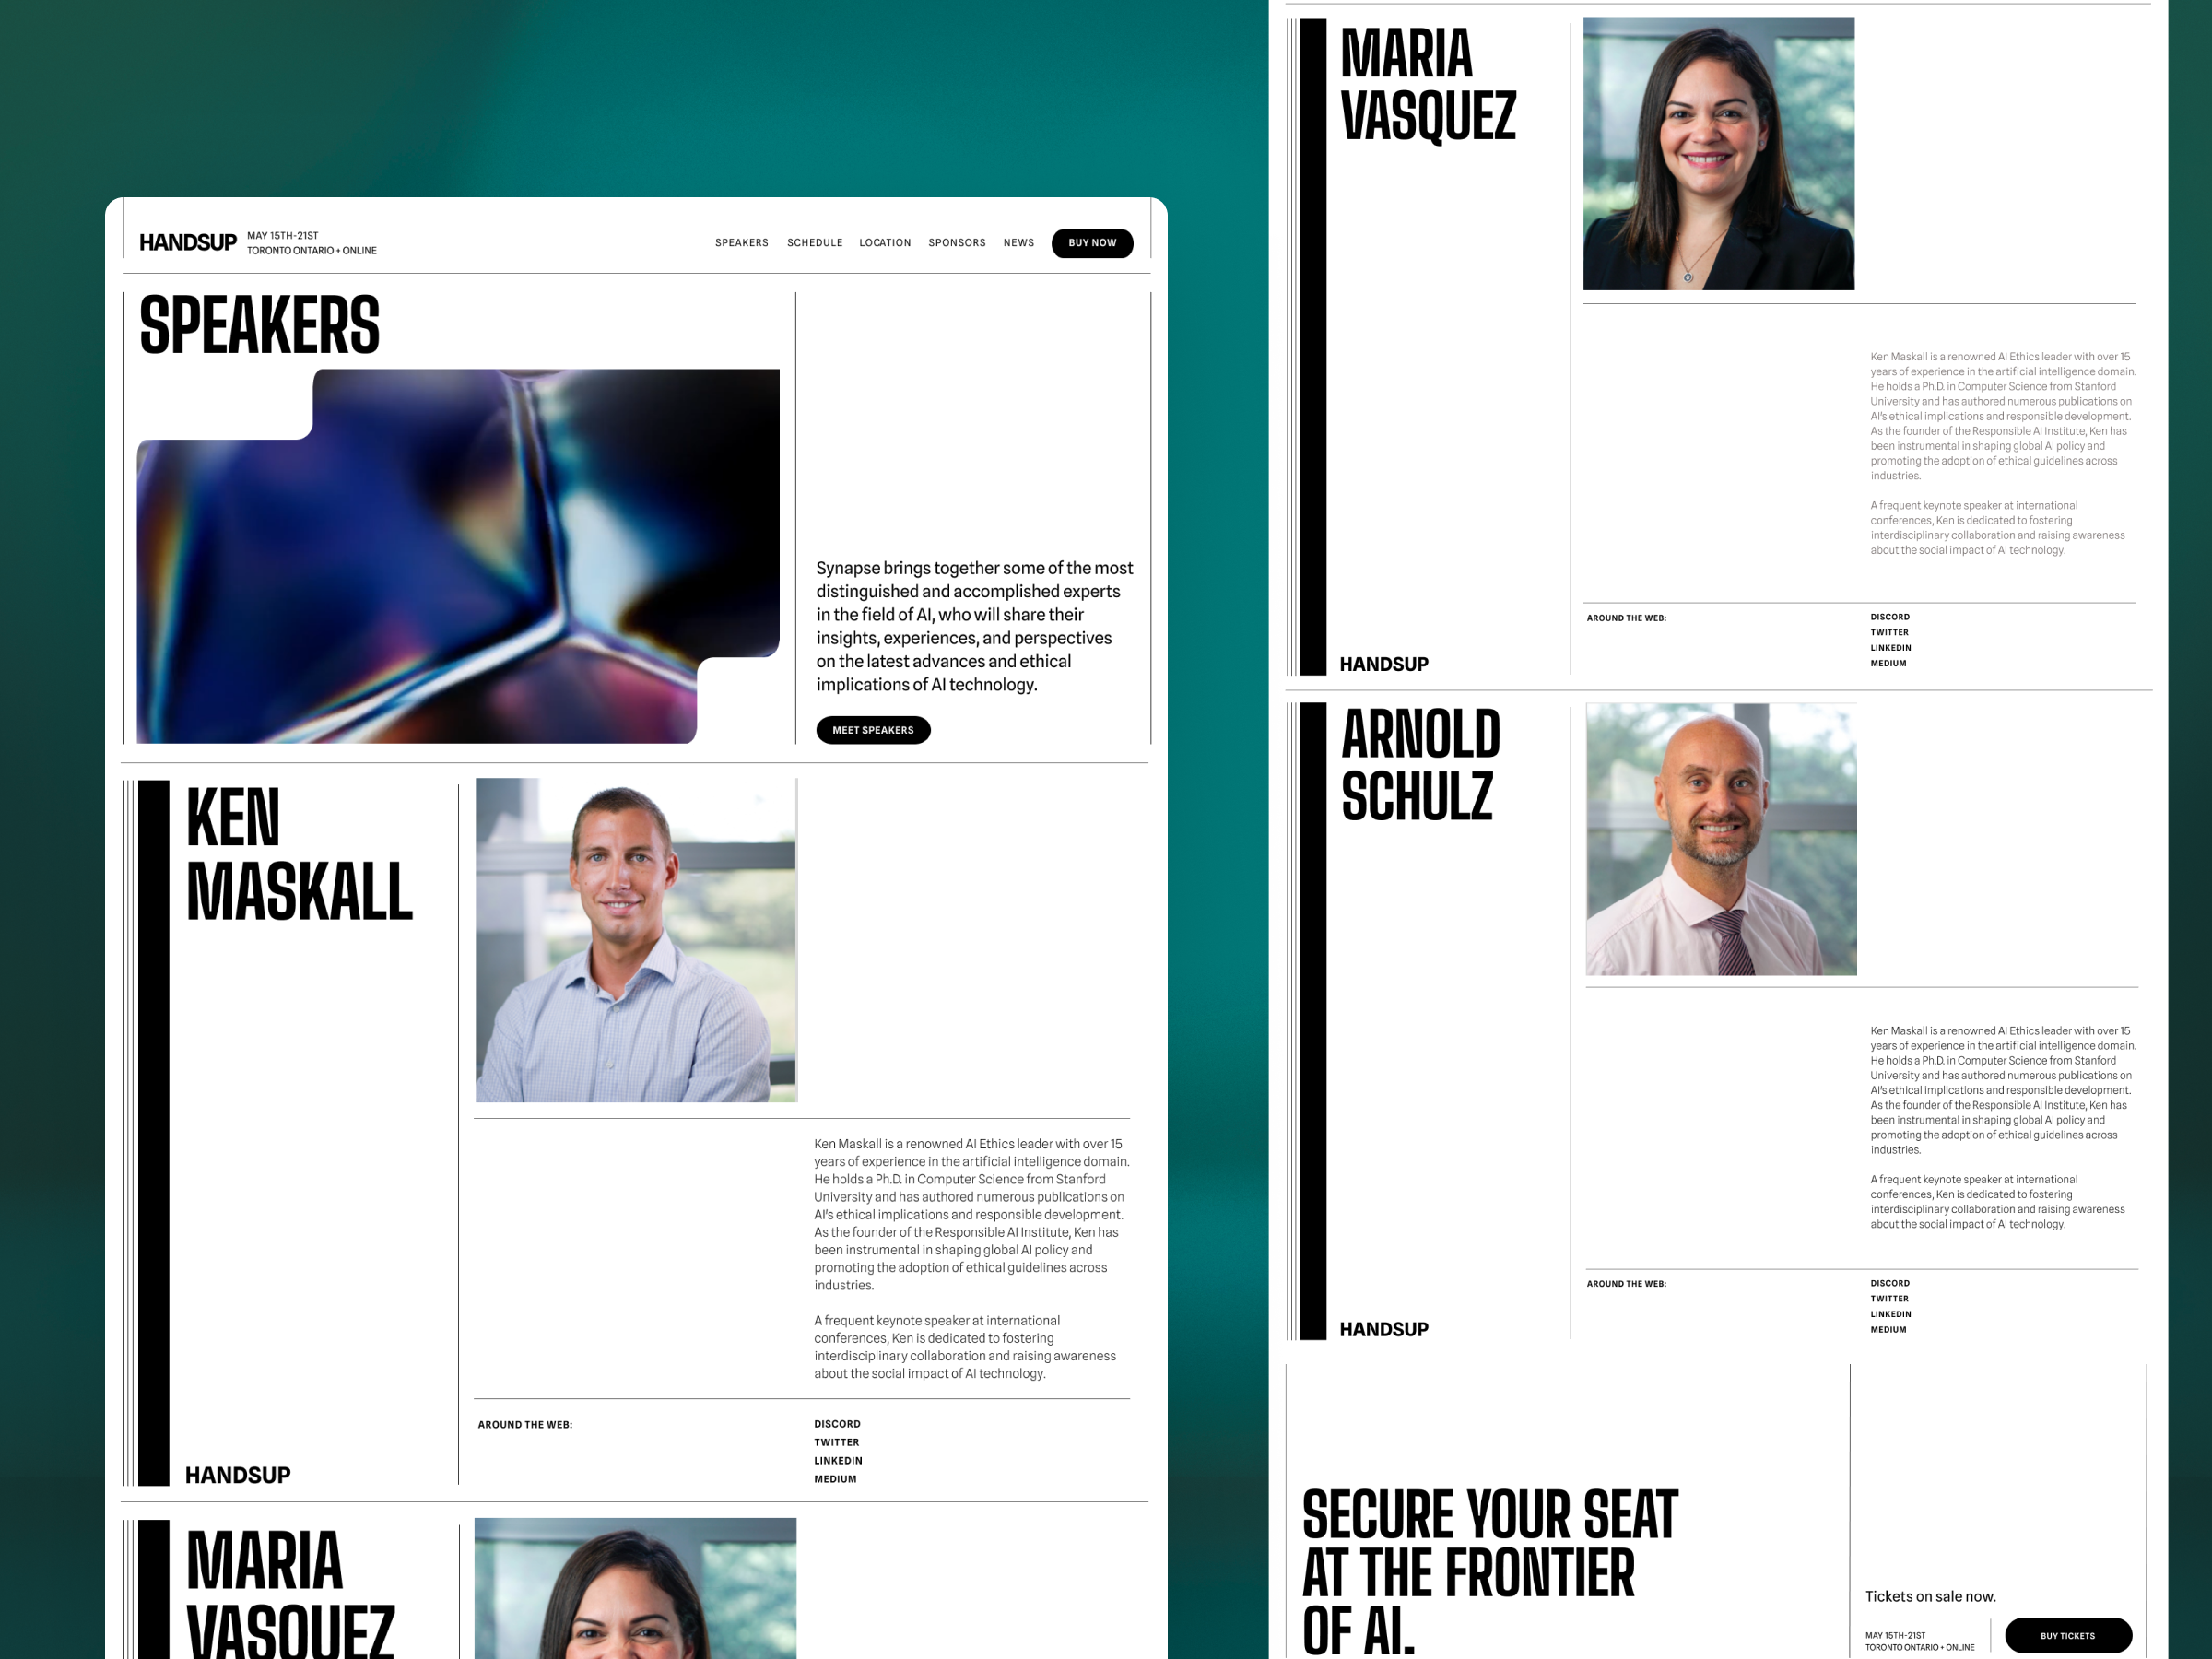 HANDSUP
MAY 15TH-21ST
TORONTO ONTARIO + ONLINE
SPEAKERS
SCHEDULE
LOCATION
SPONSORS
NEWS
BUY NOW
SPEAKERS
Synapse brings together some of the most
distinguished and accomplished experts
in the field of AI, who will share their
insights, experiences, and perspectives
on the latest advances and ethical
implications of AI technology.
MEET SPEAKERS
KEN
MASKALL
Ken Maskall is a renowned AI Ethics leader with over 15
years of experience in the artificial intelligence domain.
He holds a Ph.D. in Computer Science from Stanford
University and has authored numerous publications on
AI's ethical implications and responsible development.
As the founder of the Responsible AI Institute, Ken has
been instrumental in shaping global AI policy and
promoting the adoption of ethical guidelines across
industries.
A frequent keynote speaker at international
conferences, Ken is dedicated to fostering
interdisciplinary collaboration and raising awareness
about the social impact of AI technology.
AROUND THE WEB:
DISCORD
TWITTER
LINKEDIN
MEDIUM
HANDSUP
MARIA
VASQUEZ
MARIA
VASQUEZ
Ken Maskall is a renowned AI Ethics leader with over 15
years of experience in the artificial intelligence domain.
He holds a Ph.D. in Computer Science from Stanford
University and has authored numerous publications on
AI's ethical implications and responsible development.
As the founder of the Responsible AI Institute, Ken has
been instrumental in shaping global AI policy and
promoting the adoption of ethical guidelines across
industries.
A frequent keynote speaker at international
conferences, Ken is dedicated to fostering
interdisciplinary collaboration and raising awareness
about the social impact of AI technology.
AROUND THE WEB:
DISCORD
TWITTER
LINKEDIN
MEDIUM
HANDSUP
ARNOLD
SCHULZ
Ken Maskall is a renowned AI Ethics leader with over 15
years of experience in the artificial intelligence domain.
He holds a Ph.D. in Computer Science from Stanford
University and has authored numerous publications on
AI's ethical implications and responsible development.
As the founder of the Responsible AI Institute, Ken has
been instrumental in shaping global AI policy and
promoting the adoption of ethical guidelines across
industries.
A frequent keynote speaker at international
conferences, Ken is dedicated to fostering
interdisciplinary collaboration and raising awareness
about the social impact of AI technology.
AROUND THE WEB:
DISCORD
TWITTER
LINKEDIN
MEDIUM
HANDSUP
SECURE YOUR SEAT
AT THE FRONTIER
OF AI.
Tickets on sale now.
MAY 15TH-21ST
TORONTO ONTARIO + ONLINE
BUY TICKETS